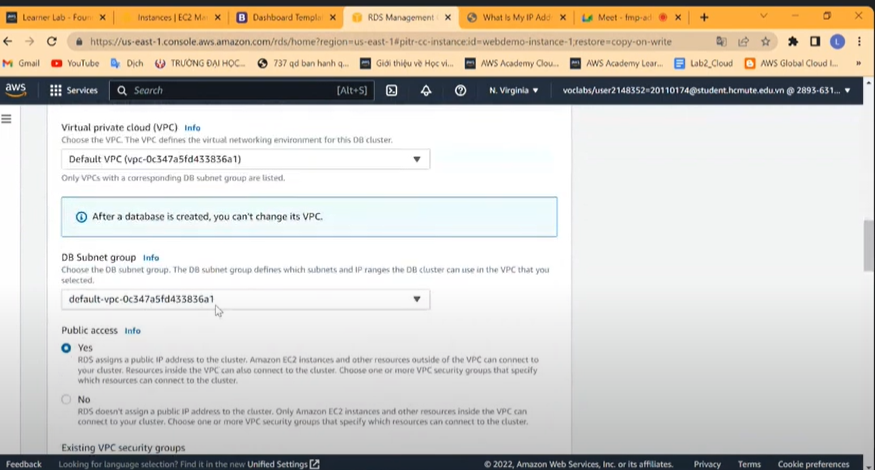 Learner Lab - Foun
Instances | EC2 Ma
Dashboard Templa
RDS Management
What Is My IP Add
Meet - fmp-
https://us-east-1.console.aws.amazon.com/rds/home?region=us-east-1#pitr-cc-instance:id=webdemo-instance-1;restore=copy-on-write
Gmail
YouTube
Dịch
TRƯỜNG ĐẠI HỌC...
737 qd ban hanh q...
Giới thiệu về Học vi...
AWS Academy Clou...
AWS Academy Lear...
Lab2_Cloud
AWS Global Cloud I...
aws
Services
Search
[Alt+S]
N. Virginia
voclabs/user2148352=20110174@student.hcmute.edu.vn @ 2893-631...
Virtual private cloud (VPC) Info
Choose the VPC. The VPC defines the virtual networking environment for this DB cluster.
Default VPC (vpc-0c347a5fd433836a1)
Only VPCs with a corresponding DB subnet group are listed.
After a database is created, you can't change its VPC.
DB Subnet group Info
Choose the DB subnet group. The DB subnet group defines which subnets and IP ranges the DB cluster can use in the VPC that you
selected.
default-vpc-0c347a5fd433836a1
Public access Info
Yes
RDS assigns a public IP address to the cluster. Amazon EC2 instances and other resources outside of the VPC can connect to
your cluster. Resources inside the VPC can also connect to the cluster. Choose one or more VPC security groups that specify
which resources can connect to the cluster.
No
RDS doesn't assign a public IP address to the cluster. Only Amazon EC2 instances and other resources inside the VPC can
connect to your cluster. Choose one or more VPC security groups that specify which resources can connect to the cluster.
Existing VPC security groups
Feedback
Looking for language selection? Find it in the new Unified Settings
© 2022, Amazon Web Services, Inc. or its affiliates.
Privacy
Terms
Cookie preferences